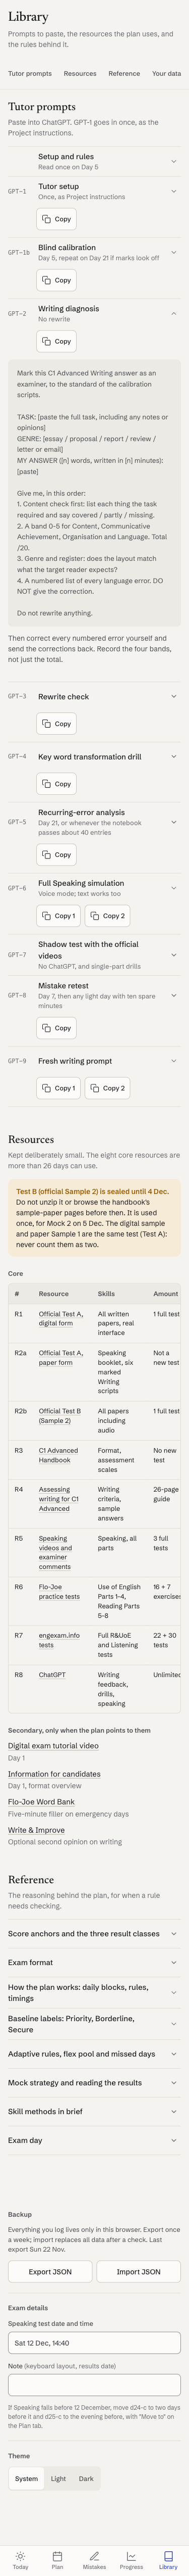 Library
Prompts to paste, the resources the plan uses, and
the rules behind it.
Tutor prompts Resources Reference Your data
Tutor prompts
Paste into ChatGPT. GPT-1 goes in once, as the
Project instructions.
Setup and rules
Read once on Day 5
GPT-1 Tutor setup
Once, as Project instructions
Copy
GPT-1b Blind calibration
Day 5, repeat on Day 21 if marks look off
Copy
GPT-2 Writing diagnosis
No rewrite
Copy
Mark this C1 Advanced Writing answer as an
examiner, to the standard of the calibration
scripts.
TASK: [paste the full task, including any notes or
opinions]
GENRE: [essay / proposal / report / review /
letter or email]
MY ANSWER ([n] words, written in [n] minutes):
[paste]
Give me, in this order:
1. Content check first: list each thing the task
required and say covered / partly / missing.
2. A band 0-5 for Content, Communicative
Achievement, Organisation and Language. Total
/20.
3. Genre and register: does the layout match
what the target reader expects?
4. A numbered list of every language error. DO
NOT give the correction.
Do not rewrite anything.
Then correct every numbered error yourself and
send the corrections back. Record the four bands,
not just the total.
GPT-3 Rewrite check
Copy
GPT-4 Key word transformation drill
Copy
GPT-5 Recurring-error analysis
Day 21, or whenever the notebook
passes about 40 entries
Copy
GPT-6 Full Speaking simulation
Voice mode; text works too
Copy 1 Copy 2
GPT-7 Shadow test with the official
videos
No ChatGPT, and single-part drills
GPT-8 Mistake retest
Day 7, then any light day with ten spare
minutes
Copy
GPT-9 Fresh writing prompt
Copy 1 Copy 2
Resources
Kept deliberately small. The eight core resources are
more than 26 days can use.
Test B (official Sample 2) is sealed until 4 Dec.
Do not unzip it or browse the handbook's
sample-paper pages before then. It is used
once, for Mock 2 on 5 Dec. The digital sample
and paper Sample 1 are the same test (Test A):
never count them as two.
Core
# Resource Skills Amount
R1 Official Test A, digital form All written papers, real interface 1 full test
R2a Official Test A, paper form Speaking booklet, six marked Writing scripts Not a new test
R2b Official Test B (Sample 2) All papers including audio 1 full test
R3 C1 Advanced Handbook Format, assessment scales No new test
R4 Assessing writing for C1 Advanced Writing criteria, sample answers 26-page guide
R5 Speaking videos and examiner comments Speaking, all parts 3 full tests
R6 Flo-Joe practice tests Use of English Parts 1-4, Reading Parts 5-8 16 + 7 exercises
R7 engexam.info tests Full R&UoE and Listening tests 22 + 30 tests
R8 ChatGPT Writing feedback, drills, speaking Unlimited
Secondary, only when the plan points to them
Digital exam tutorial video
Day 1
Information for candidates
Day 1, format overview
Flo-Joe Word Bank
Five-minute filler on emergency days
Write & Improve
Optional second opinion on writing
Reference
The reasoning behind the plan, for when a rule
needs checking.
Score anchors and the three result classes
Exam format
How the plan works: daily blocks, rules,
timings
Baseline labels: Priority, Borderline,
Secure
Adaptive rules, flex pool and missed days
Mock strategy and reading the results
Skill methods in brief
Exam day
Backup
Everything you log lives only in this browser. Export once
a week; import replaces all data after a check. Last
export Sun 22 Nov.
Export JSON Import JSON
Exam details
Speaking test date and time
Sat 12 Dec, 14:40
Note (keyboard layout, results date)
If Speaking falls before 12 December, move d24-c to two days
before it and d25-c to the evening before, with "Move to" on
the Plan tab.
Theme
System Light Dark
Today Plan Mistakes Progress Library